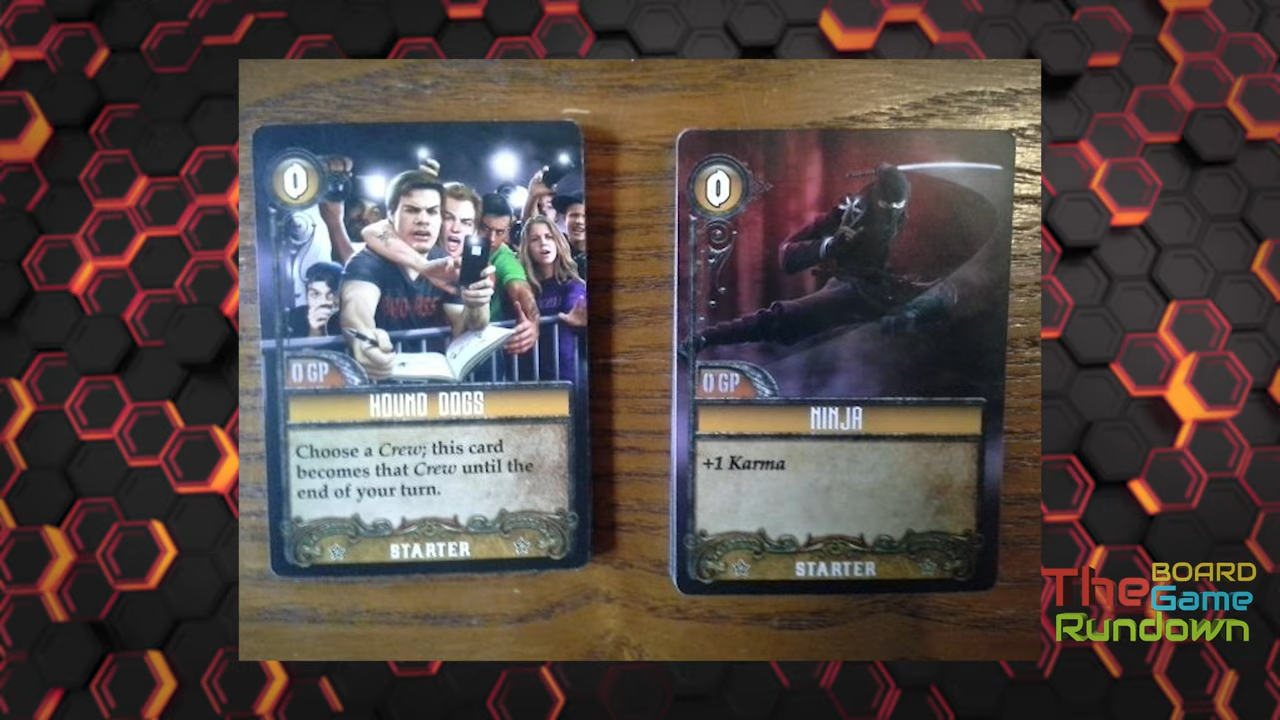 0
0 GP
HOUND DOGS
Choose a Crew; this card
becomes that Crew until the
end of your turn.
STARTER
0
0 GP
NINJA
+1 Karma
STARTER
The BOARD
Game
Rundown